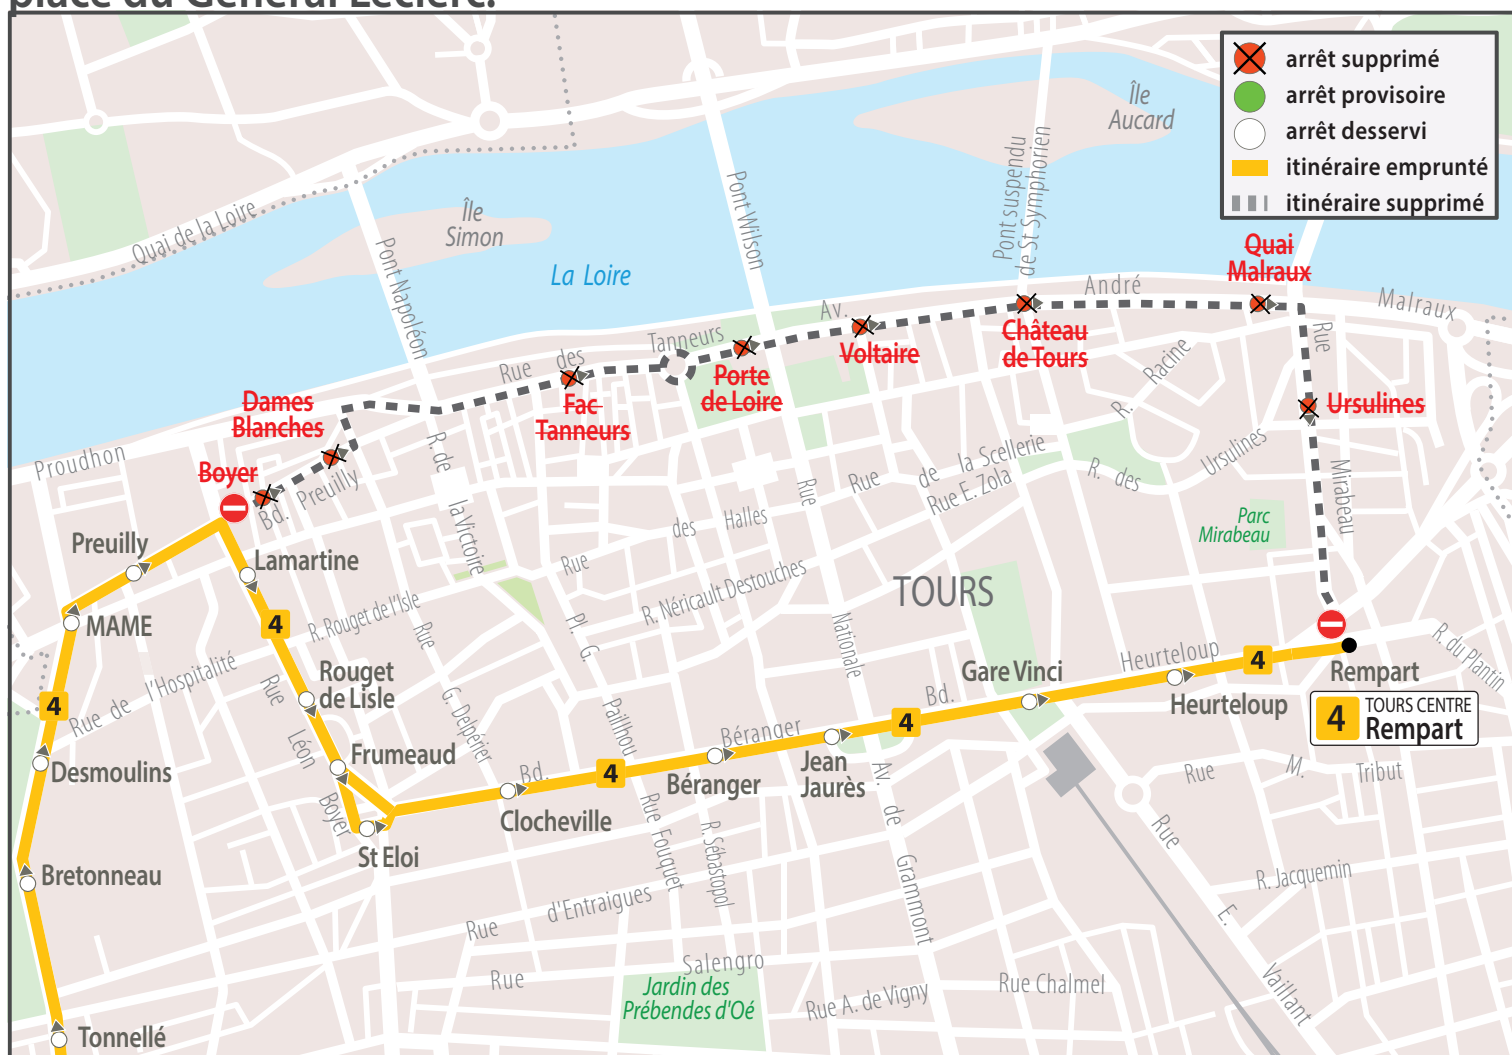 place du Général Leclerc.
arrêt supprimé
arrêt provisoire
arrêt desservi
itinéraire emprunté
itinéraire supprimé
Île
Aucard
Île
Simon
Quai de la Loire
La Loire
Pont Napoléon
Pont Wilson
Pont suspendu
de St Symphorien
Quai
Malraux
André
Malraux
Av.
Tanneurs
Rue des
Château
de Tours
Voltaire
Porte
de Loire
Fac
Tanneurs
Dames
Blanches
Boyer
Ursulines
Rue
Mirabeau
Racine
R.
Ursulines
R. des
Proudhon
Bd. Preuilly
R. de
la Victoire
Rue
de la Scellerie
Rue E. Zola
Rue
des Halles
Rue
Parc
Mirabeau
Preuilly
Lamartine
MAME
R. Rouget de l'Isle
Rue
R. Néricault Destouches
TOURS
Nationale
Pl. G.
Paillhou
4
Rue de l'Hospitalité
Rouget
de Lisle
Rue
Léon
Boyer
G. Delpérier
Gare Vinci
Heurteloup
Bd.
4
Rempart
R. du Plantin
Heurteloup
4 TOURS CENTRE
Rempart
4
4
Béranger
Jean
Jaurès
Béranger
4
Bd.
Clocheville
Frumeaud
St Eloi
Desmoulins
Bretonneau
Tonnellé
Rue Fouquet
R. Sébastopol
Av. de
Grammont
Rue M. Tribut
Rue
E.
Vaillant
R. Jacquemin
Rue
d'Entraigues
Rue
Salengro
Jardin des
Prébendes d'Oé
Rue A. de Vigny
Rue Chalmel